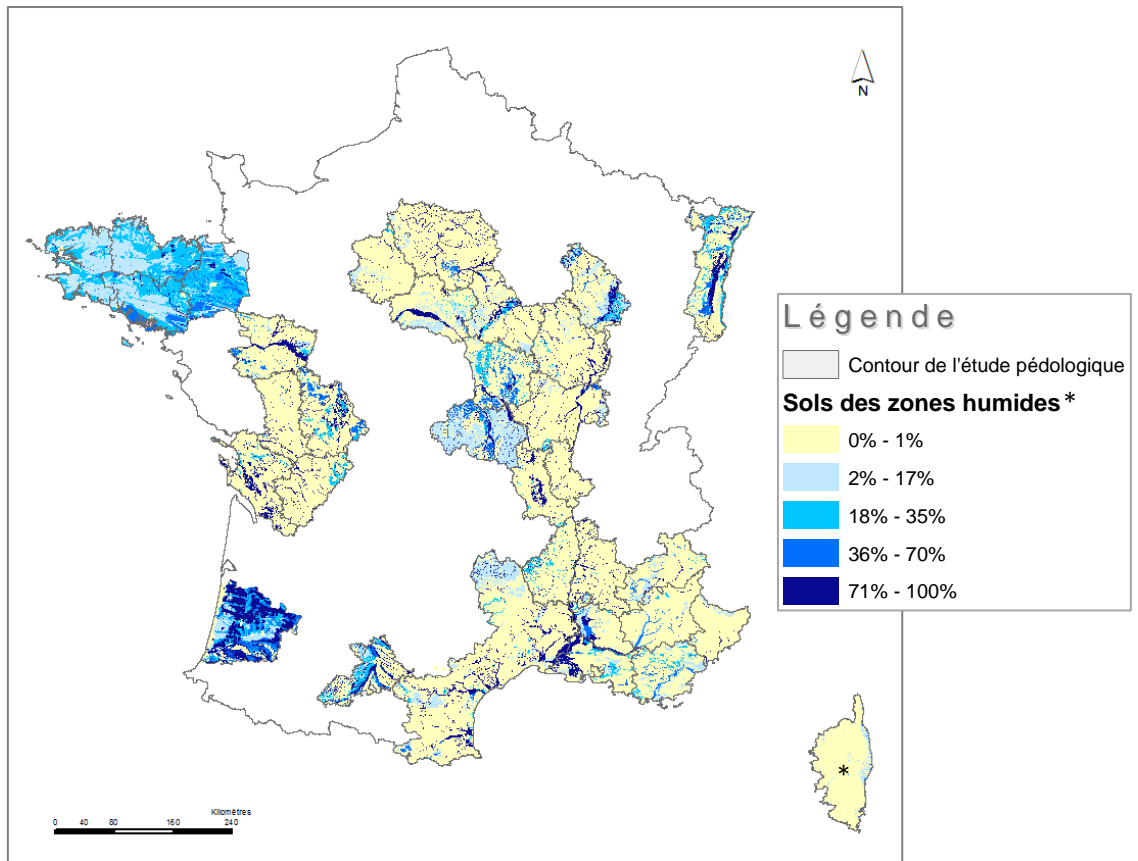 N
Légende
Contour de l'étude pédologique
Sols des zones humides *
0% - 1%
2% - 17%
18% - 35%
36% - 70%
71% - 100%
*
Kilomètres
0 40 80 160 240